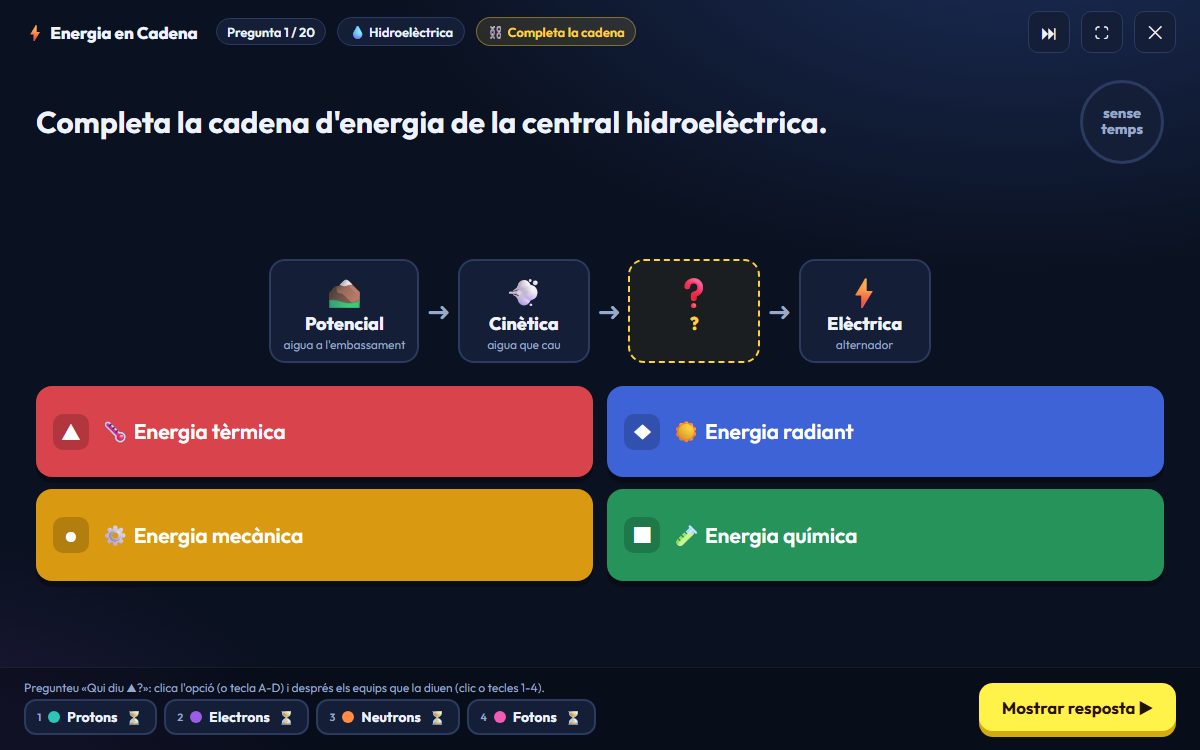 Energia en Cadena
Pregunta 1 / 20
Hidroelèctrica
Completa la cadena
Completa la cadena d'energia de la central hidroelèctrica.
sense
temps
Potencial
aigua a l'embassament
Cinètica
aigua que cau
?
Elèctrica
alternador
Energia tèrmica
Energia radiant
Energia mecànica
Energia química
Pregunteu «Qui diu ▲?»: clica l'opció (o tecla A-D) i després els equips que la diuen (clic o tecles 1-4).
1 Protons
2 Electrons
3 Neutrons
4 Fotons
Mostrar resposta ▶